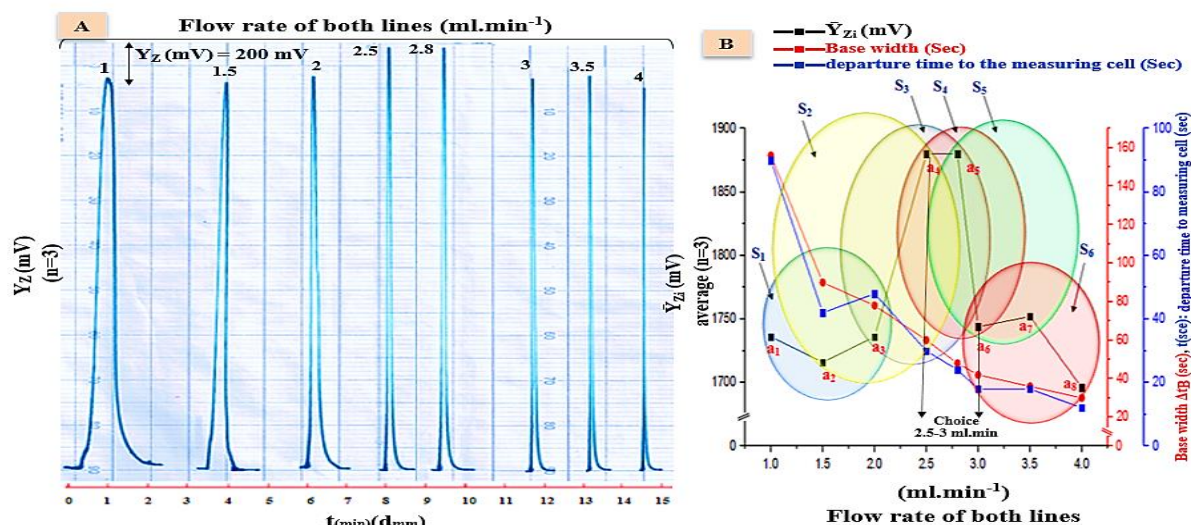 A
Flow rate of both lines (ml.min-1)
YZ (mV) = 200 mV
1
1.5
2
2.5
2.8
3
3.5
4
YZ (mV)
(n=3)
0 1 2 3 4 5 6 7 8 9 10 11 12 13 14 15
t(min)(dmm)
B
ȲZi (mV)
Base width (Sec)
departure time to the measuring cell (Sec)
S1
S2
S3
S4
S5
S6
a1
a2
a3
a4
a5
a6
a7
a8
Choice
2.5-3 ml.min
ȲZi (mV)
average (n=3)
1900
1850
1800
1750
1700
0
1.0 1.5 2.0 2.5 3.0 3.5 4.0
160
140
120
100
80
60
40
20
0
100
80
60
40
20
0
Base width ΔtB (sec), t(sce): departure time to measuring cell (sec)
(ml.min-1)
Flow rate of both lines